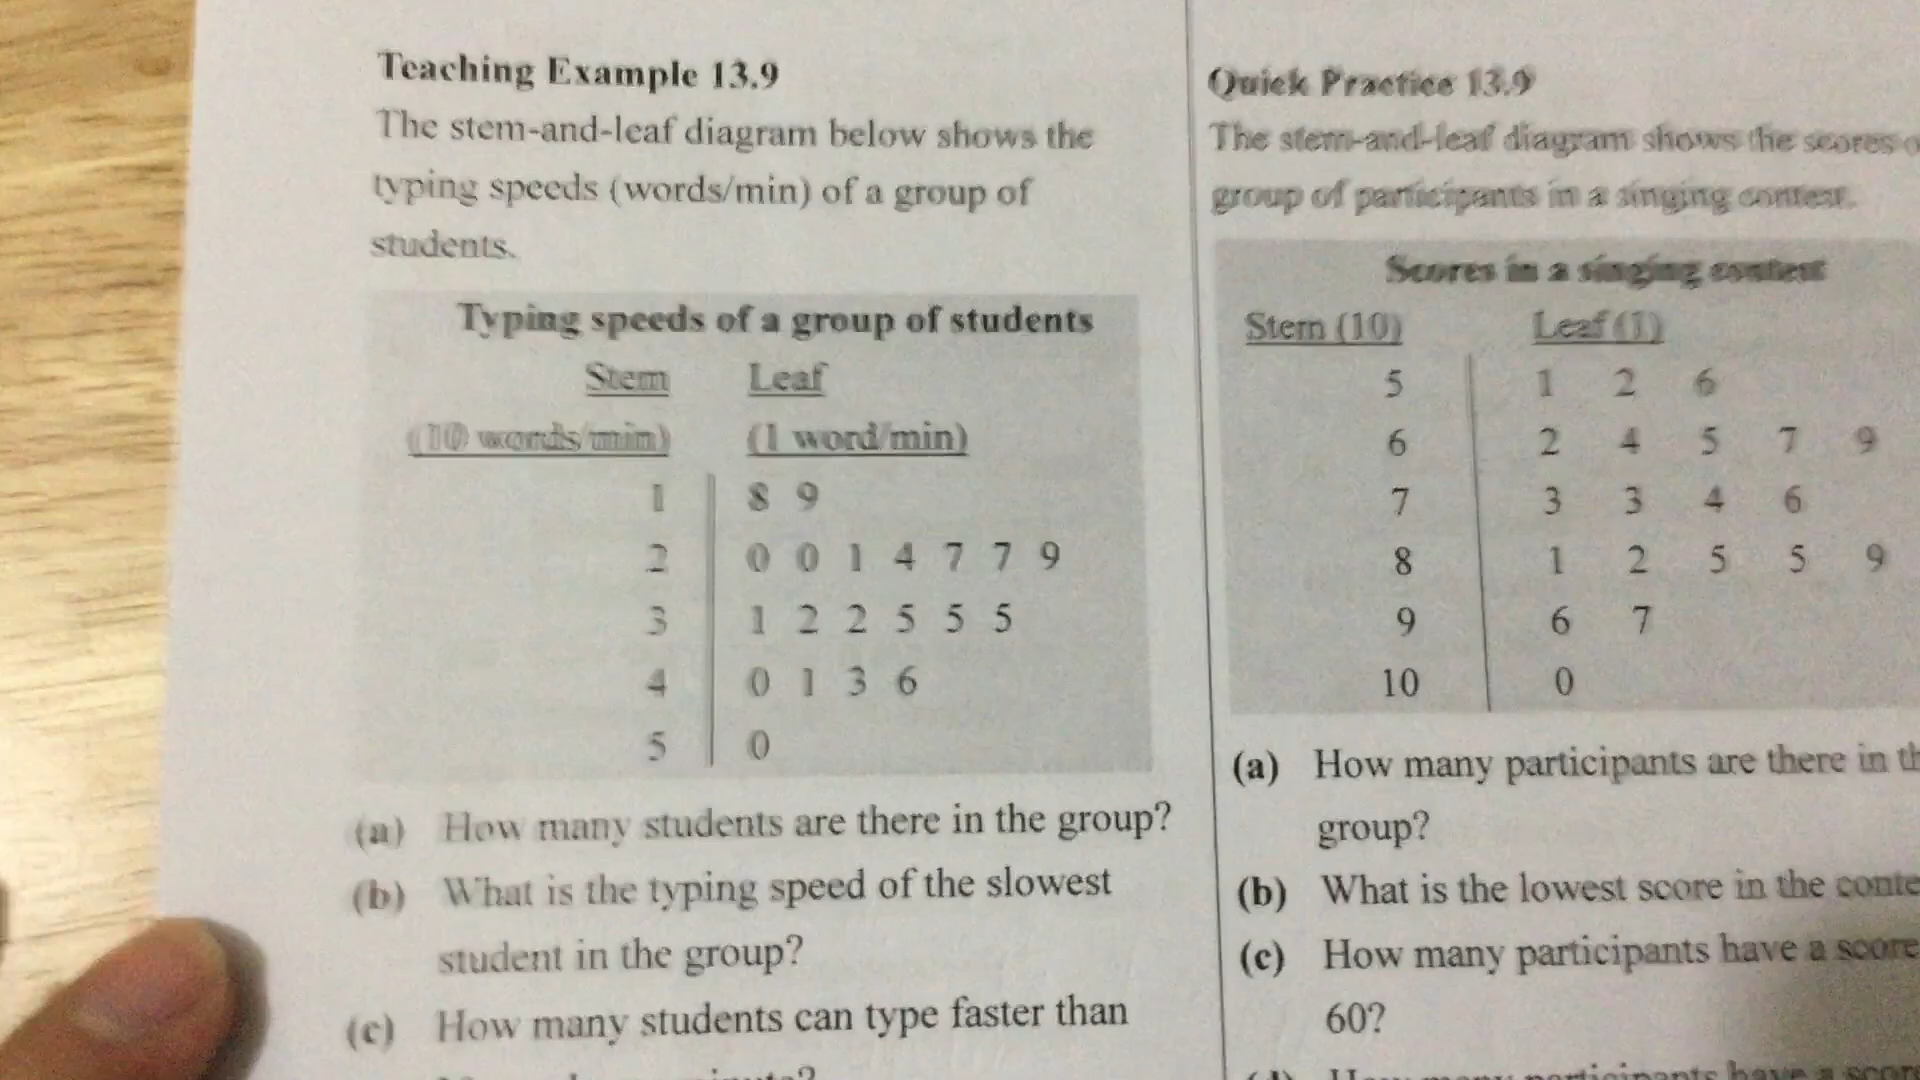 Teaching Example 13.9
The stem-and-leaf diagram below shows the
typing speeds (words/min) of a group of
students.
Typing speeds of a group of students
Stem Leaf
(10 words/min) (1 word/min)
1 8 9
2 0 0 1 4 7 7 9
3 1 2 2 5 5 5
4 0 1 3 6
5 0
(a) How many students are there in the group?
(b) What is the typing speed of the slowest
student in the group?
(c) How many students can type faster than
Quick Practice 13.9
The stem-and-leaf diagram shows the scores
group of participants in a singing contest.
Scores in a singing contest
Stem (10) Leaf (1)
5 1 2 6
6 2 4 5 7 9
7 3 3 4 6
8 1 2 5 5 9
9 6 7
10 0
(a) How many participants are there in
group?
(b) What is the lowest score in the
(c) How many participants have a score
60?
participants have a